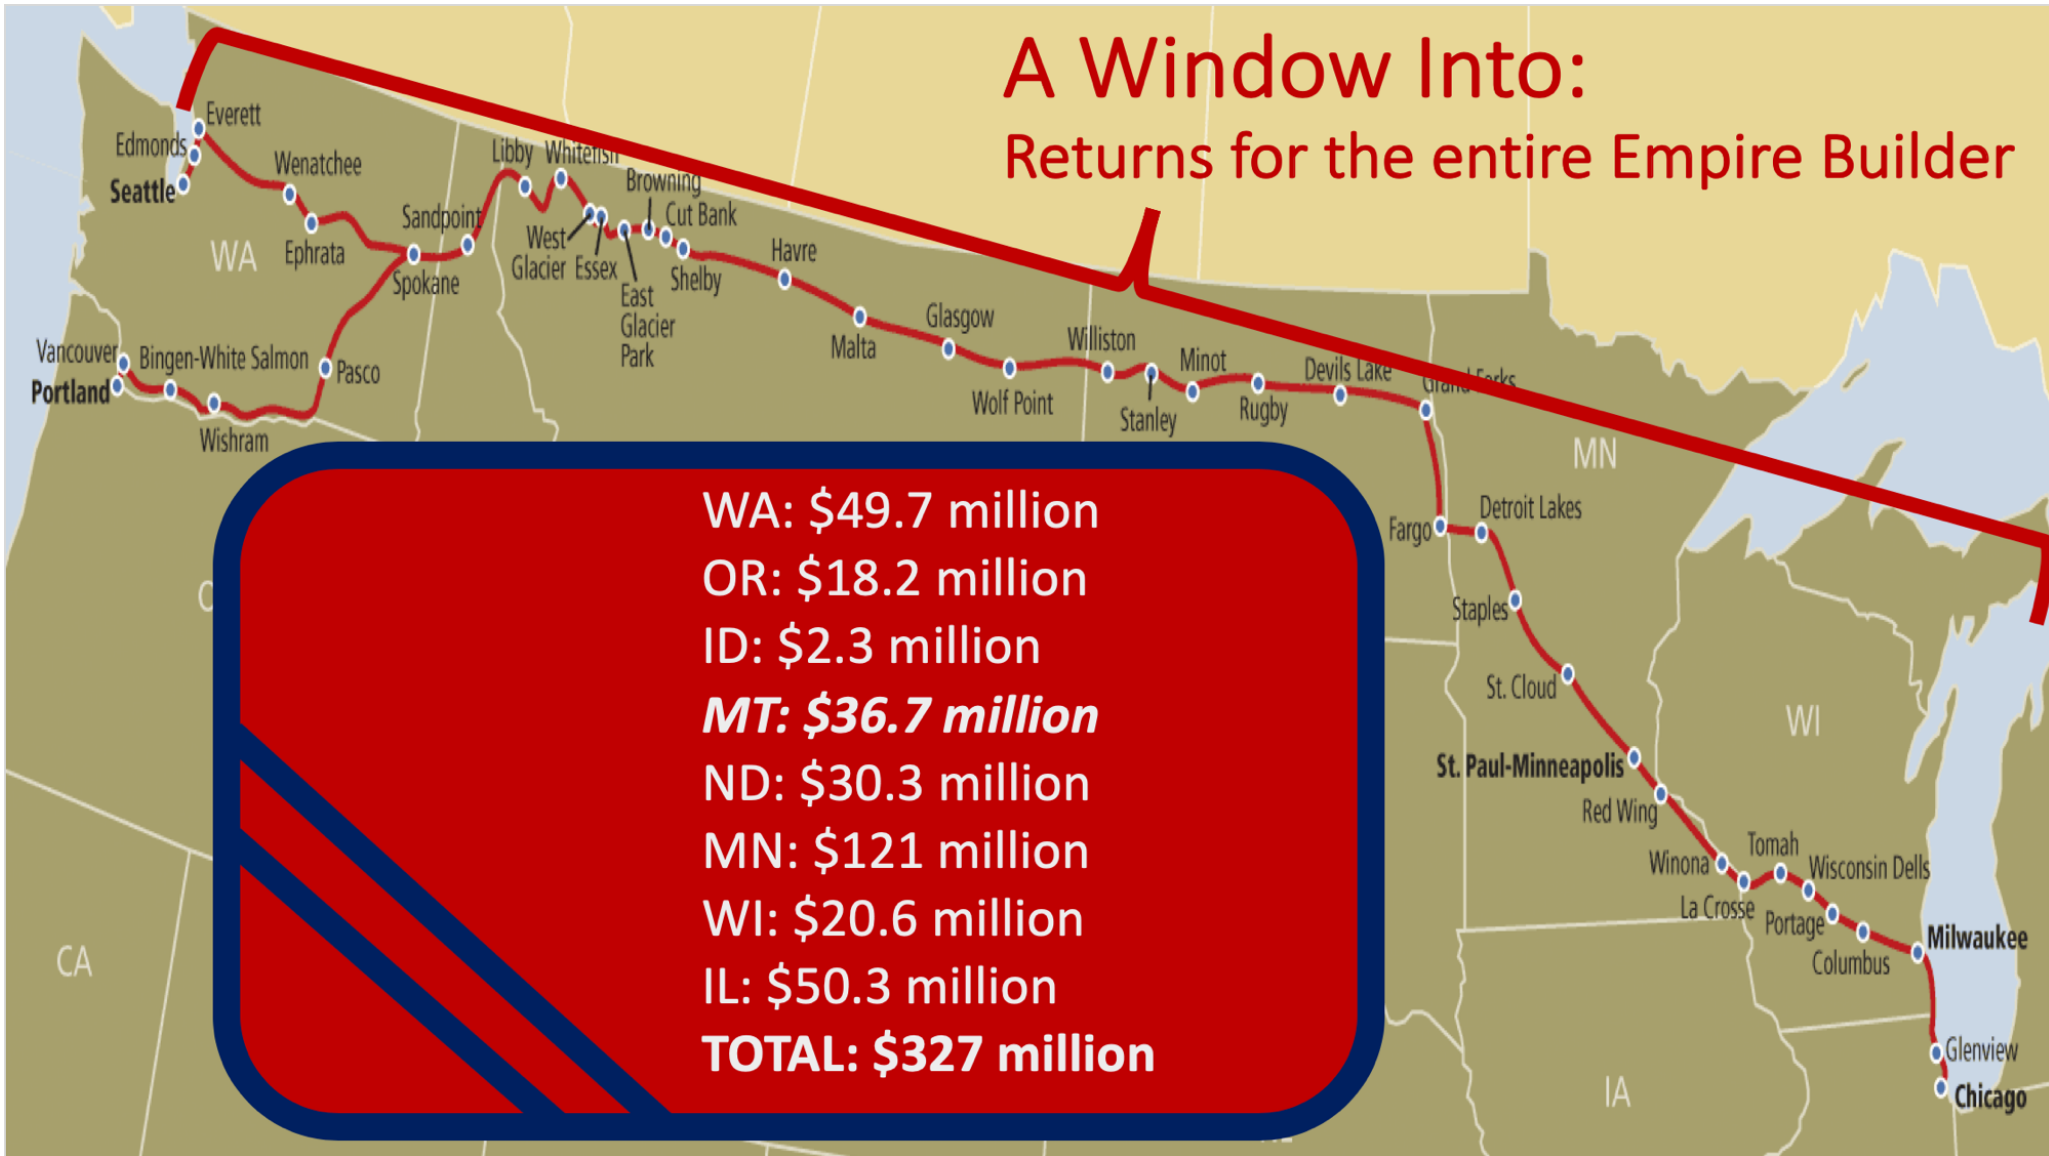 A Window Into:
Returns for the entire Empire Builder
Everett
Edmonds
Seattle
Wenatchee
Ephrata
WA
Spokane
Sandpoint
Libby
Whitefish
West
Glacier
Essex
East
Glacier
Park
Browning
Cut Bank
Shelby
Havre
Malta
Glasgow
Wolf Point
Williston
Stanley
Minot
Rugby
Devils Lake
Grand Forks
Vancouver
Portland
Bingen-White Salmon
Wishram
Pasco
MN
Fargo
Detroit Lakes
Staples
St. Cloud
St. Paul-Minneapolis
Red Wing
Winona
La Crosse
Tomah
Wisconsin Dells
Portage
Columbus
Milwaukee
Glenview
Chicago
WI
IA
CA
WA: $49.7 million
OR: $18.2 million
ID: $2.3 million
MT: $36.7 million
ND: $30.3 million
MN: $121 million
WI: $20.6 million
IL: $50.3 million
TOTAL: $327 million